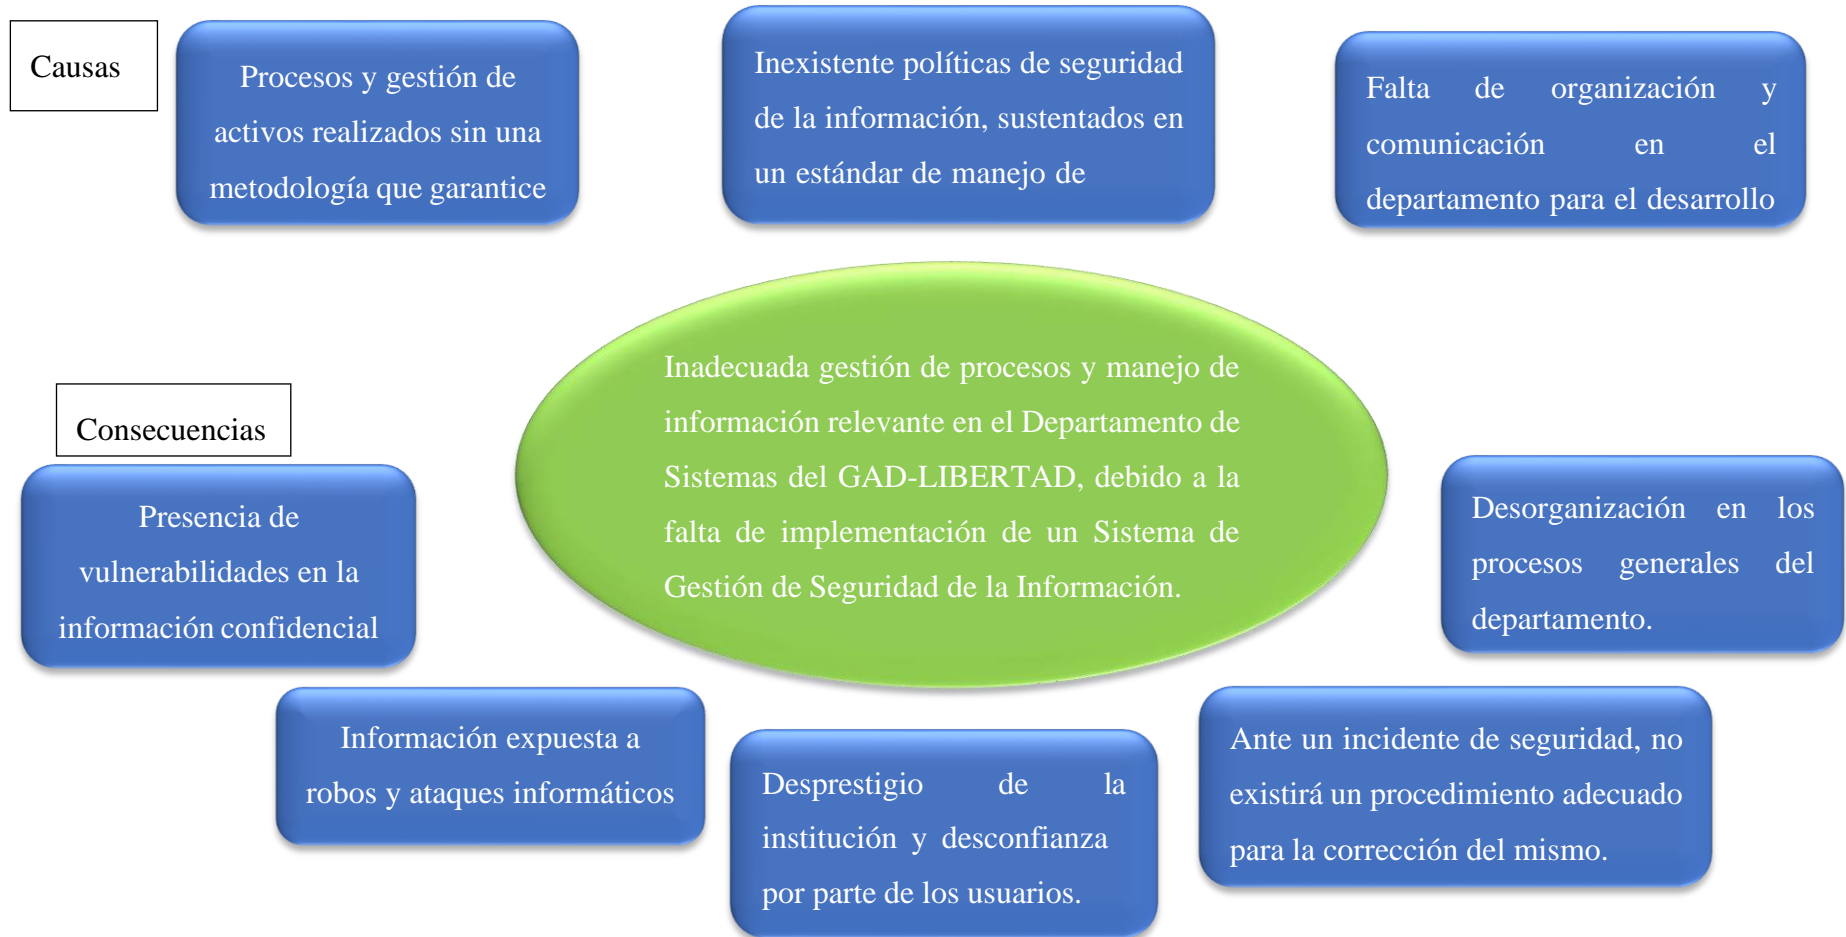 Causas
Procesos y gestión de
activos realizados sin una
metodología que garantice
Inexistente políticas de seguridad
de la información, sustentados en
un estándar de manejo de
Falta de organización y
comunicación en el
departamento para el desarrollo
Inadecuada gestión de procesos y manejo de
información relevante en el Departamento de
Sistemas del GAD-LIBERTAD, debido a la
falta de implementación de un Sistema de
Gestión de Seguridad de la Información.
Consecuencias
Presencia de
vulnerabilidades en la
información confidencial
Información expuesta a
robos y ataques informáticos
Desprestigio de la
institución y desconfianza
por parte de los usuarios.
Ante un incidente de seguridad, no
existirá un procedimiento adecuado
para la corrección del mismo.
Desorganización en los
procesos generales del
departamento.